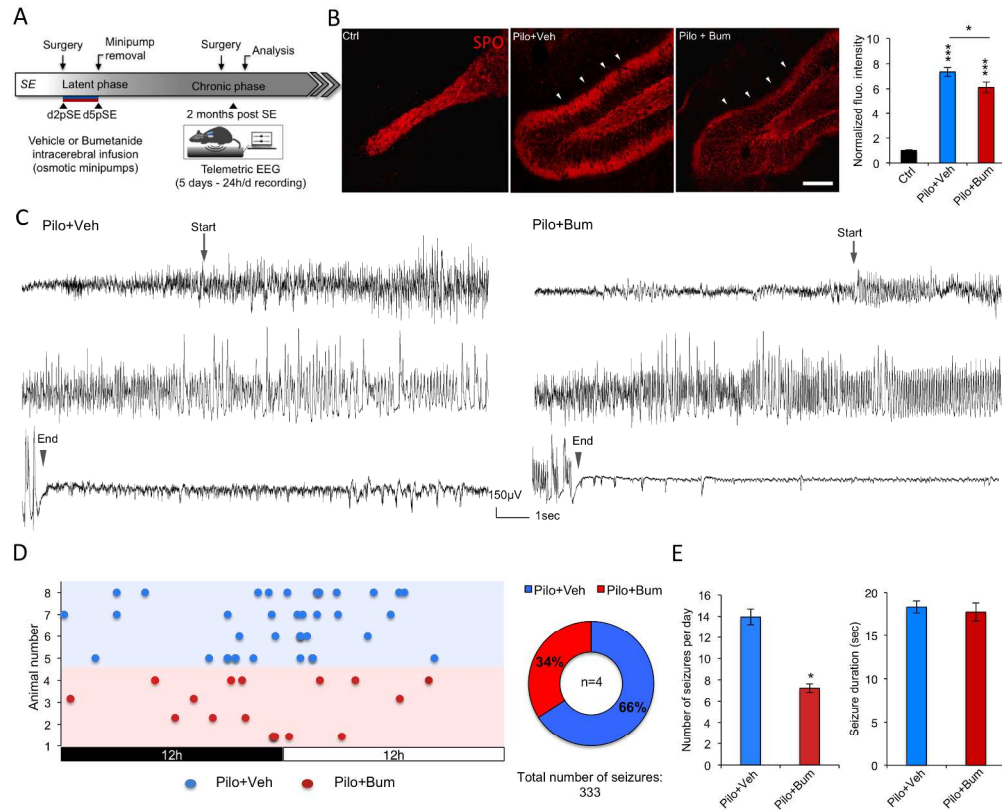 A
Surgery
Minipump
removal
Surgery
Analysis
SE
Latent phase
Chronic phase
d2pSE
d5pSE
2 months post SE
Vehicle or Bumetanide
intracerebral infusion
(osmotic minipumps)
Telemetric EEG
(5 days - 24h/d recording)
B
Ctrl
SPO
Pilo+Veh
Pilo + Bum
Normalized fluo. intensity
10
8
6
4
2
0
***
***
*
Ctrl
Pilo+Veh
Pilo+Bum
C
Pilo+Veh
Start
End
Pilo+Bum
Start
End
150µV
1sec
D
Animal number
8
7
6
5
4
3
2
1
12h
12h
Pilo+Veh
Pilo+Bum
Pilo+Veh
Pilo+Bum
34%
n=4
66%
Total number of seizures:
333
E
Number of seizures per day
16
14
12
10
8
6
4
2
0
*
Pilo+Veh
Pilo+Bum
Seizure duration (sec)
20
15
10
5
0
Pilo+Veh
Pilo+Bum